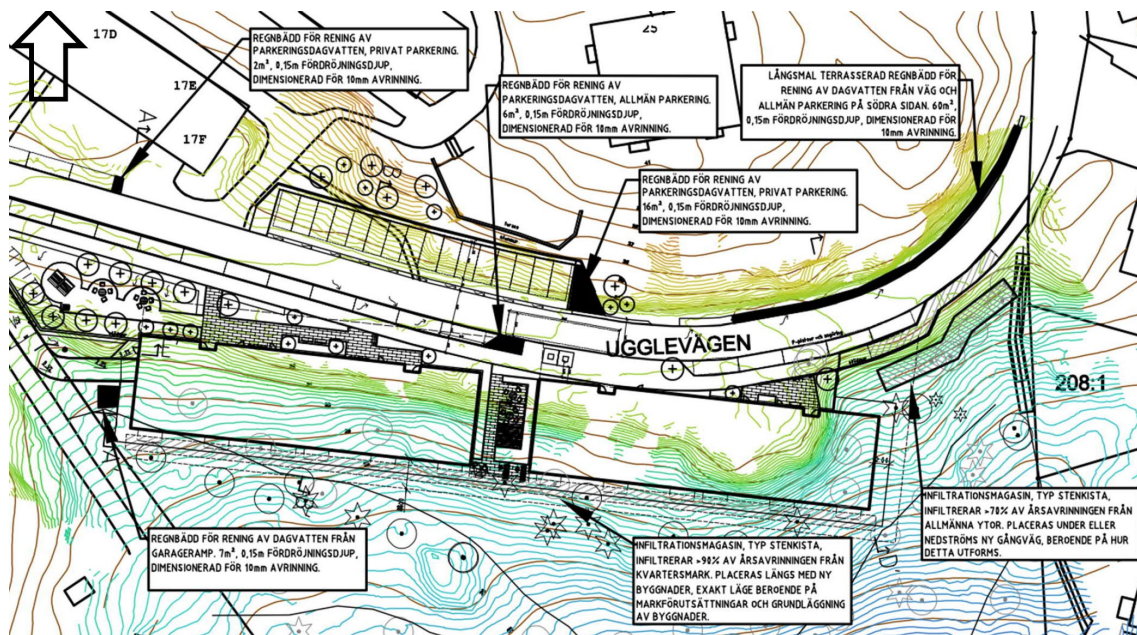 17D
17E
17F
25
REGNBÄDD FÖR RENING AV
PARKERINGSDAGVATTEN, PRIVAT PARKERING.
2m², 0,15m FÖRDRÖJNINGSDJUP,
DIMENSIONERAD FÖR 10mm AVRINNING.
REGNBÄDD FÖR RENING AV
PARKERINGSDAGVATTEN, ALLMÄN PARKERING.
6m², 0,15m FÖRDRÖJNINGSDJUP,
DIMENSIONERAD FÖR 10mm AVRINNING.
LÅNGSMAL TERRASSERAD REGNBÄDD FÖR
RENING AV DAGVATTEN FRÅN VÄG OCH
ALLMÄN PARKERING PÅ SÖDRA SIDAN. 60m²,
0,15m FÖRDRÖJNINGSDJUP, DIMENSIONERAD FÖR
10mm AVRINNING.
REGNBÄDD FÖR RENING AV
PARKERINGSDAGVATTEN, PRIVAT PARKERING.
16m², 0,15m FÖRDRÖJNINGSDJUP,
DIMENSIONERAD FÖR 10mm AVRINNING.
A
B
UGGLEVÄGEN
208:1
REGNBÄDD FÖR RENING AV DAGVATTEN FRÅN
GARAGERAMP. 7m², 0,15m FÖRDRÖJNINGSDJUP,
DIMENSIONERAD FÖR 10mm AVRINNING.
INFILTRATIONSMAGASIN, TYP STENKISTA,
INFILTRERAR >90% AV ÅRSAVRINNINGEN FRÅN
KVARTERSMARK. PLACERAS LÄNGS MED NY
BYGGNADER, EXAKT LÄGE BEROENDE PÅ
MARKFÖRUTSÄTTNINGAR OCH GRUNDLÄGGNING
AV BYGGNADER.
INFILTRATIONSMAGASIN, TYP STENKISTA,
INFILTRERAR >70% AV ÅRSAVRINNINGEN FRÅN
ALLMÄNNA YTOR. PLACERAS UNDER ELLER
NEDSTRÖMS NY GÅNGVÄG, BEROENDE PÅ HUR
DETTA UTFORMS.